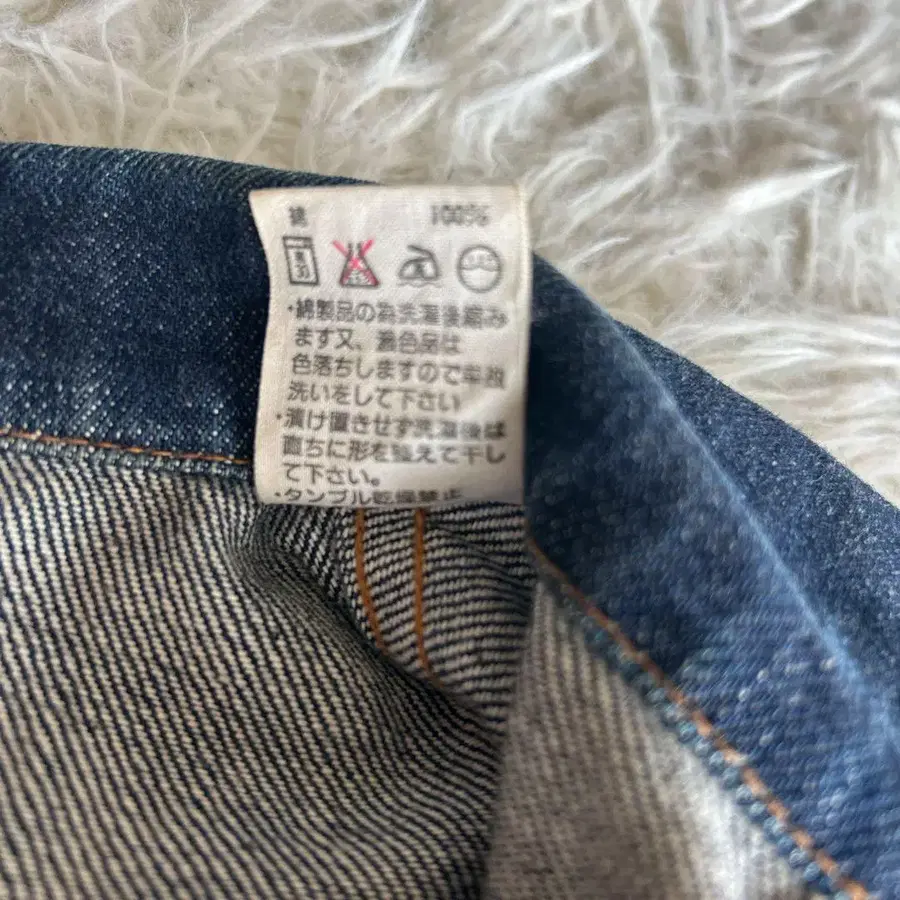 綿 100%
・綿製品の為洗濯後縮み
ます又、濃色品は
色落ちしますので単独
洗いをして下さい
・漬け置きせず洗濯後は
直ちに形を整えて干し
て下さい。
・タンブル乾燥禁止